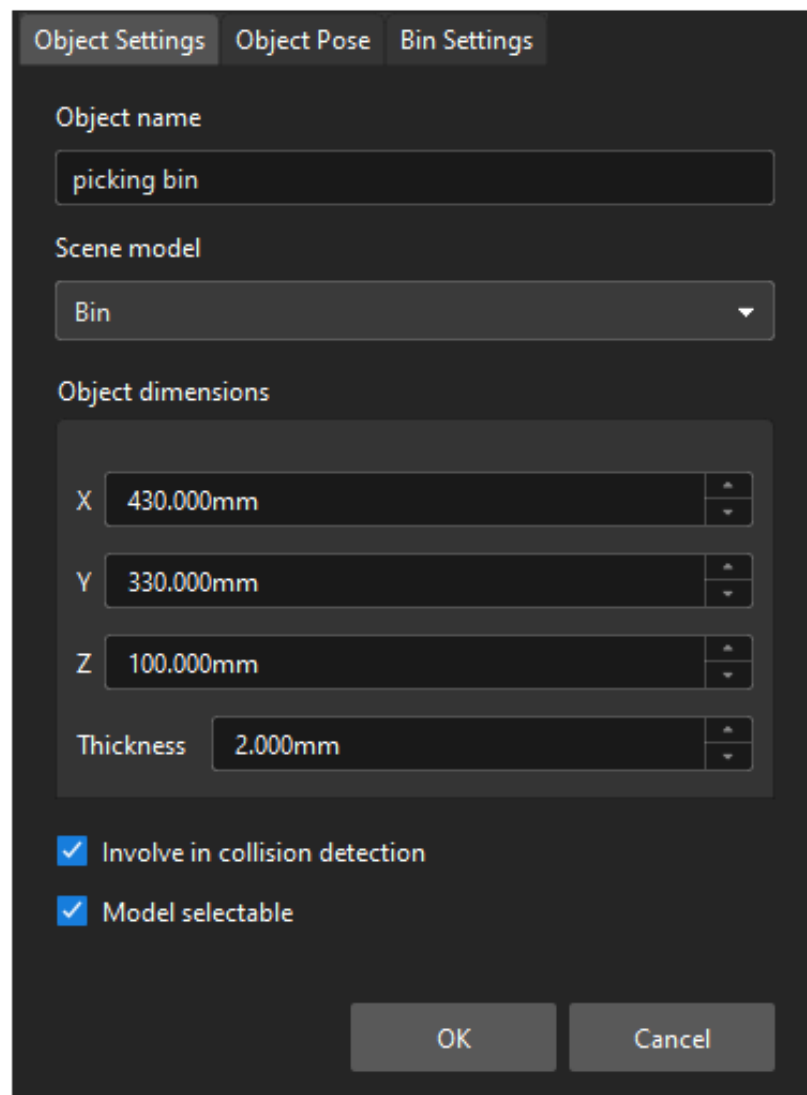 Object Settings Object Pose Bin Settings
Object name
picking bin
Scene model
Bin
Object dimensions
X 430.000mm
Y 330.000mm
Z 100.000mm
Thickness 2.000mm
Involve in collision detection
Model selectable
OK Cancel